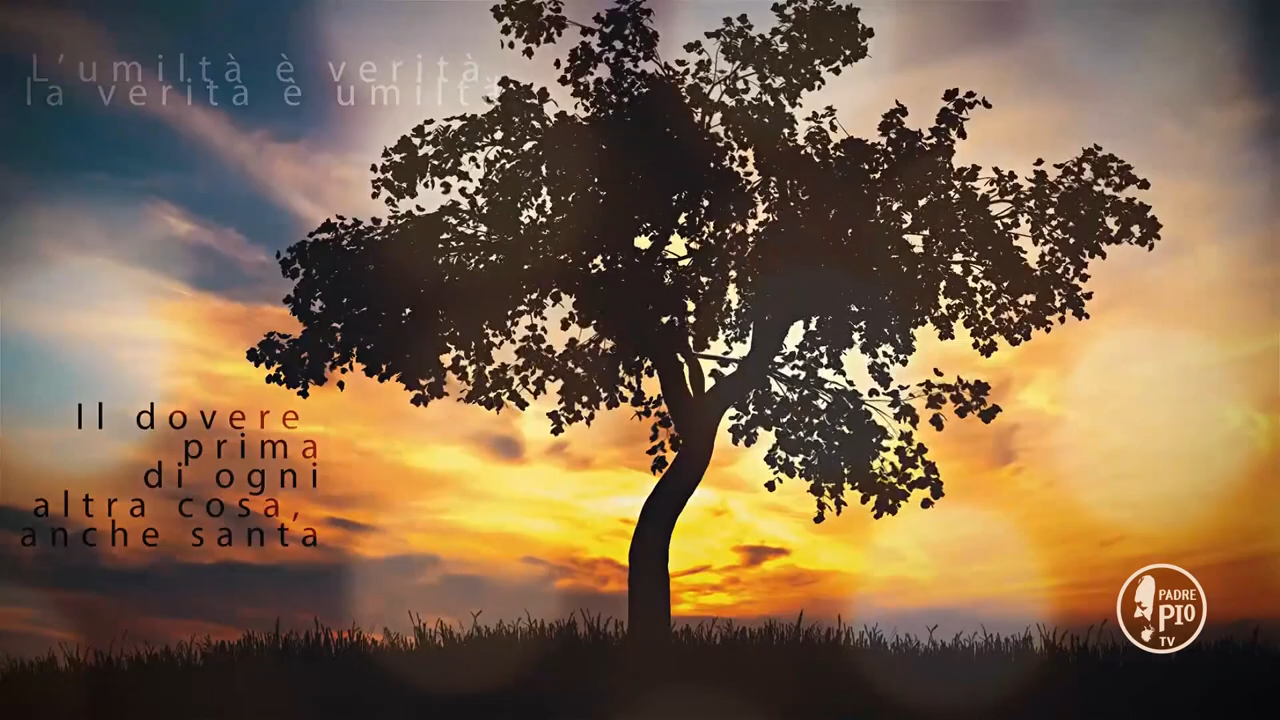 L'umiltà è verità,
la verità è umiltà
Il dovere
prima
di ogni
altra cosa,
anche santa
PADRE
PIO
TV